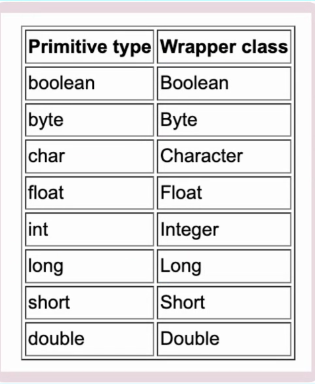 Primitive type Wrapper class
boolean Boolean
byte Byte
char Character
float Float
int Integer
long Long
short Short
double Double